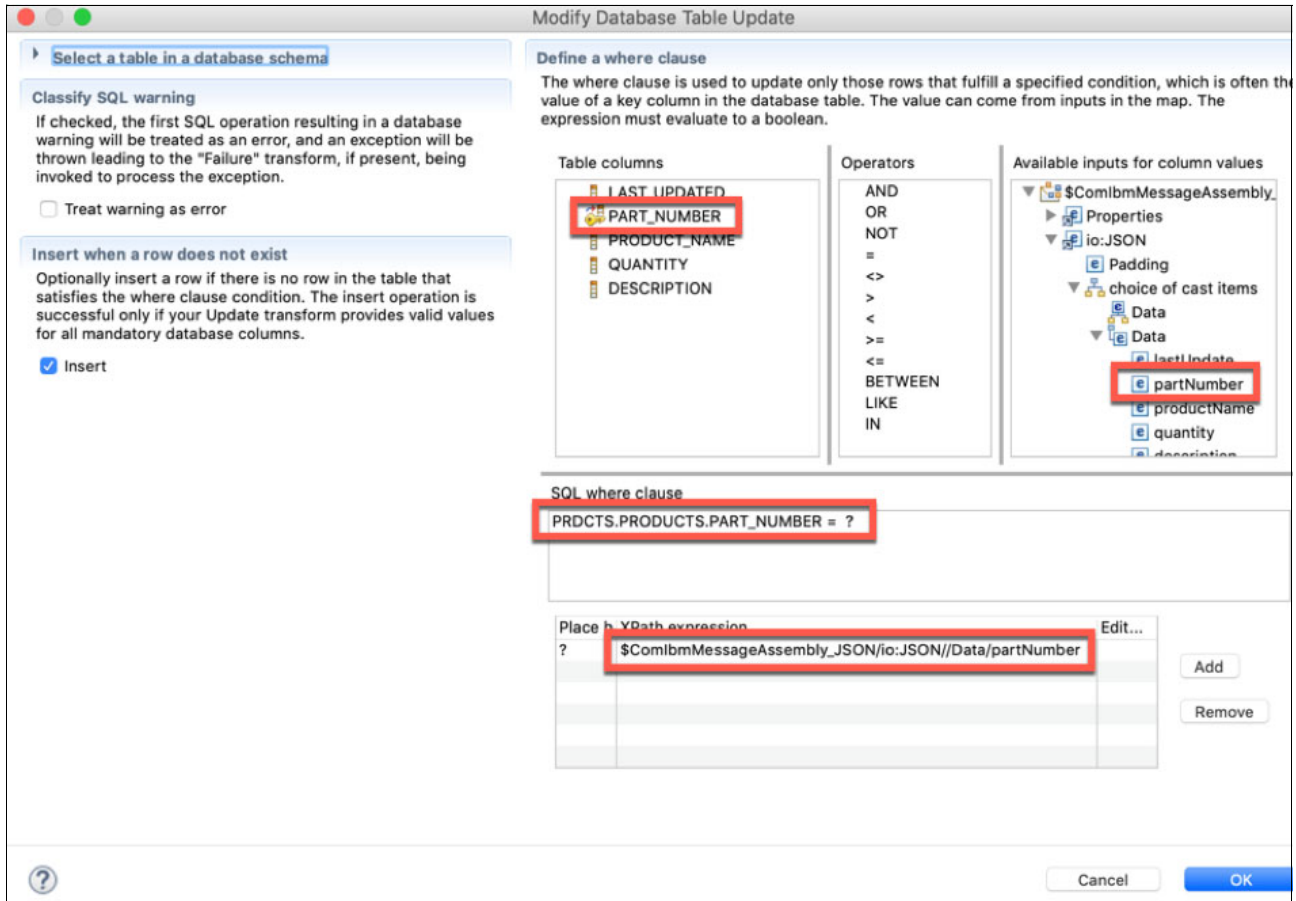 Modify Database Table Update
Select a table in a database schema
Classify SQL warning
If checked, the first SQL operation resulting in a database
warning will be treated as an error, and an exception will be
thrown leading to the "Failure" transform, if present, being
invoked to process the exception.
Treat warning as error
Insert when a row does not exist
Optionally insert a row if there is no row in the table that
satisfies the where clause condition. The insert operation is
successful only if your Update transform provides valid values
for all mandatory database columns.
Insert
Define a where clause
The where clause is used to update only those rows that fulfill a specified condition, which is often the
value of a key column in the database table. The value can come from inputs in the map. The
expression must evaluate to a boolean.
Table columns
LAST_UPDATED
PART_NUMBER
PRODUCT_NAME
QUANTITY
DESCRIPTION
Operators
AND
OR
NOT
=
<>
>
<
>=
<=
BETWEEN
LIKE
IN
Available inputs for column values
$ComIbmMessageAssembly_
Properties
io:JSON
Padding
choice of cast items
Data
Data
lastUpdate
partNumber
productName
quantity
description
SQL where clause
PRDCTS.PRODUCTS.PART_NUMBER = ?
Place h XPath expression Edit...
? $ComIbmMessageAssembly_JSON/io:JSON//Data/partNumber
Add
Remove
?
Cancel
OK